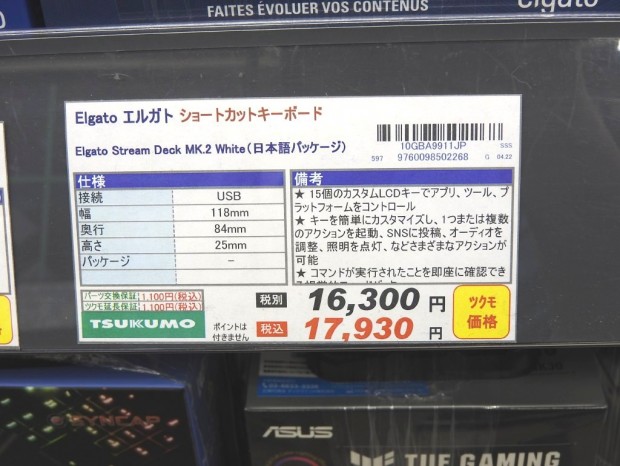 FAITES ÉVOLUER VOS CONTENUS
elgato
Elgato エルガト ショートカットキーボード
Elgato Stream Deck MK.2 White(日本語パッケージ)
10GBA9911JP
SSS
597 9760098502268 G 04.22
仕様
接続 USB
幅 118mm
奥行 84mm
高さ 25mm
パッケージ −
備考
★ 15個のカスタムLCDキーでアプリ、ツール、プ
ラットフォームをコントロール
★ キーを簡単にカスタマイズし、1つまたは複数
のアクションを起動、SNSに投稿、オーディオを
調整、照明を点灯、などさまざまなアクションが
可能
★ コマンドが実行されたことを即座に確認でき
パーツ交換保証 1,100円(税込)
ツクモ延長保証 1,100円(税込)
TSUKUMO
ポイントは
付きません
税別 16,300 円
税込 17,930 円
ツクモ
価格
ASUS
TUF GAMING